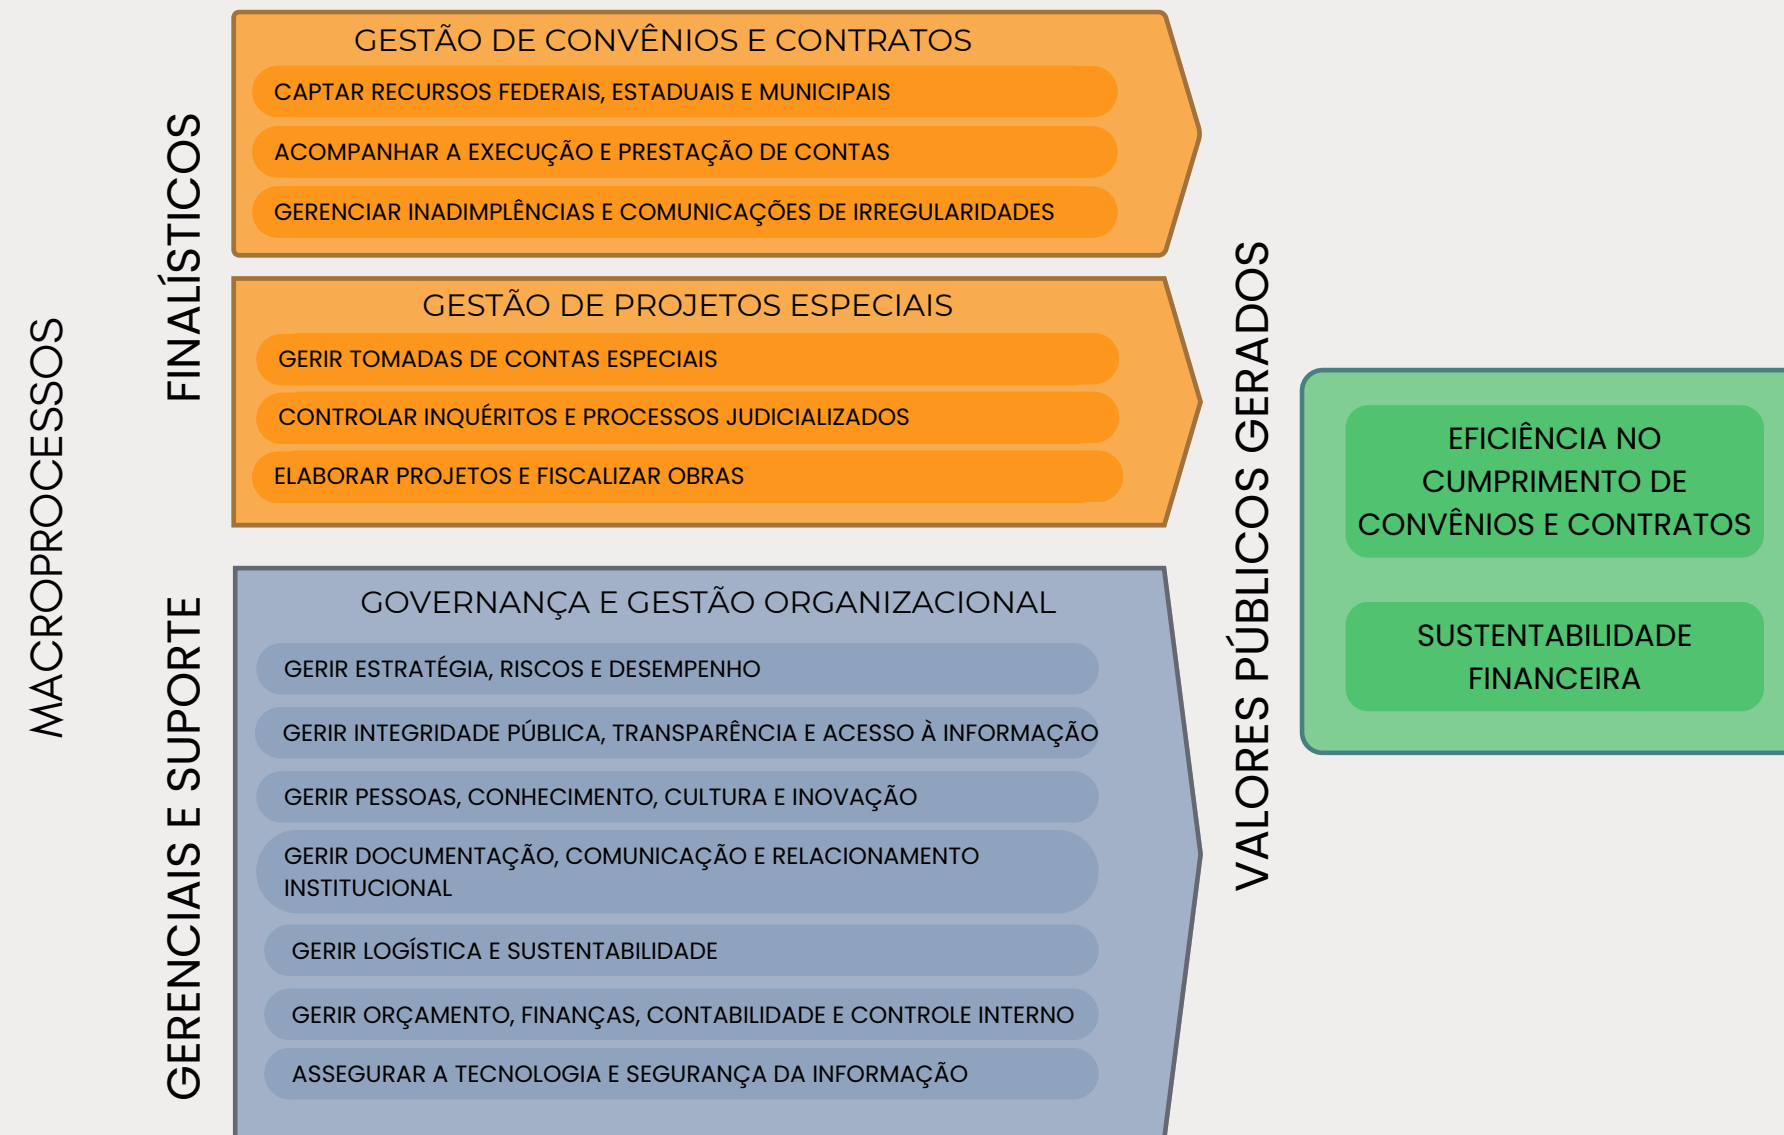 MACROPROCESSOS
FINALÍSTICOS
GESTÃO DE CONVÊNIOS E CONTRATOS
CAPTAR RECURSOS FEDERAIS, ESTADUAIS E MUNICIPAIS
ACOMPANHAR A EXECUÇÃO E PRESTAÇÃO DE CONTAS
GERENCIAR INADIMPLÊNCIAS E COMUNICAÇÕES DE IRREGULARIDADES
GESTÃO DE PROJETOS ESPECIAIS
GERIR TOMADAS DE CONTAS ESPECIAIS
CONTROLAR INQUÉRITOS E PROCESSOS JUDICIALIZADOS
ELABORAR PROJETOS E FISCALIZAR OBRAS
GERENCIAIS E SUPORTE
GOVERNANÇA E GESTÃO ORGANIZACIONAL
GERIR ESTRATÉGIA, RISCOS E DESEMPENHO
GERIR INTEGRIDADE PÚBLICA, TRANSPARÊNCIA E ACESSO À INFORMAÇÃO
GERIR PESSOAS, CONHECIMENTO, CULTURA E INOVAÇÃO
GERIR DOCUMENTAÇÃO, COMUNICAÇÃO E RELACIONAMENTO
INSTITUCIONAL
GERIR LOGÍSTICA E SUSTENTABILIDADE
GERIR ORÇAMENTO, FINANÇAS, CONTABILIDADE E CONTROLE INTERNO
ASSEGURAR A TECNOLOGIA E SEGURANÇA DA INFORMAÇÃO
VALORES PÚBLICOS GERADOS
EFICIÊNCIA NO
CUMPRIMENTO DE
CONVÊNIOS E CONTRATOS
SUSTENTABILIDADE
FINANCEIRA